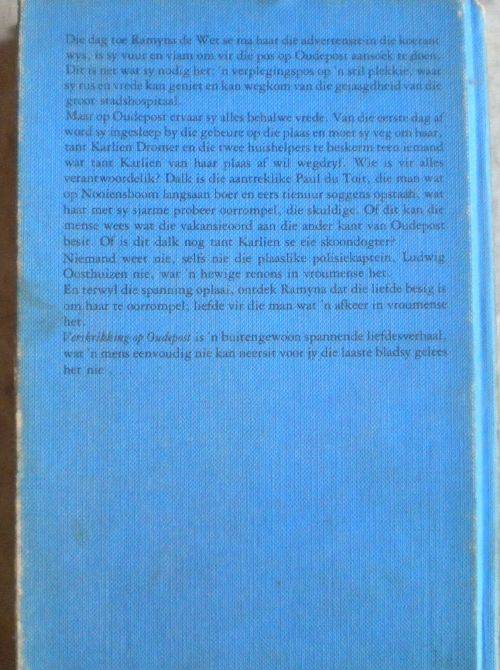 Die dag toe Ramyna de Wet se ma haar die advertensie in die koerant
wys, is sy vuur en vlam om vir die pos op Oudepost aansoek te doen.
Dit is net wat sy nodig het: 'n verplegingspos op 'n stil plekkie, waar
sy rus en vrede kan geniet en kan wegkom van die gejaagdheid van die
groot stadshospitaal.
Maar op Oudepost ervaar sy alles behalwe vrede. Van die eerste dag af
word sy ingesleep by die gebeure op die plaas en moet sy veg om haar,
tant Karlien Dromer en die twee huishelpers te beskerm teen iemand
wat tant Karlien van haar plaas af wil wegdryf. Wie is vir alles
verantwoordelik? Dalk is die aantreklike Paul du Toit, die man wat
op Nooiensboom langsaan boer en eers tienuur soggens opstaan, wat
haar met sy sjarme probeer oorrompel, die skuldige. Of dit kan die
mense wees wat die vakansieoord aan die ander kant van Oudepost
besit. Of is dit dalk nog tant Karlien se eie skoondogter?
Niemand weet nie, selfs nie die plaaslike polisiekaptein, Ludwig
Oosthuizen nie, wat 'n hewige renons in vroumense het.
En terwyl die spanning oplaai, ontdek Ramyna dat die liefde besig is
om haar te oorrompel; liefde vir die man wat 'n afkeer in vroumense
het.
Verskrikking op Oudepost is 'n buitengewoon spannende liefdesverhaal,
wat 'n mens eenvoudig nie kan neersit voor jy die laaste bladsy gelees
het nie . . .